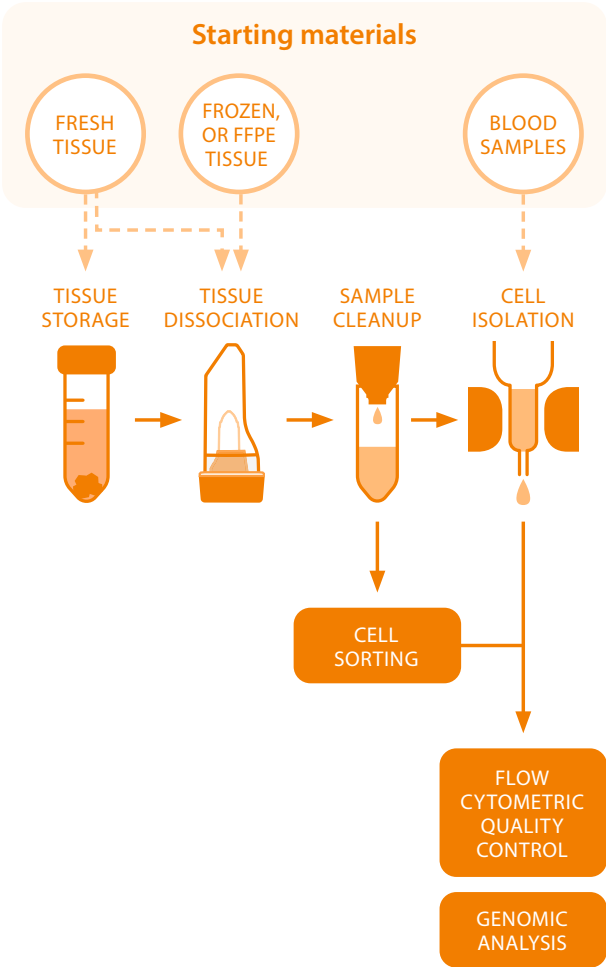 Starting materials
FRESH
TISSUE
FROZEN,
OR FFPE
TISSUE
BLOOD
SAMPLES
TISSUE
STORAGE
TISSUE
DISSOCIATION
SAMPLE
CLEANUP
CELL
ISOLATION
CELL
SORTING
FLOW
CYTOMETRIC
QUALITY
CONTROL
GENOMIC
ANALYSIS